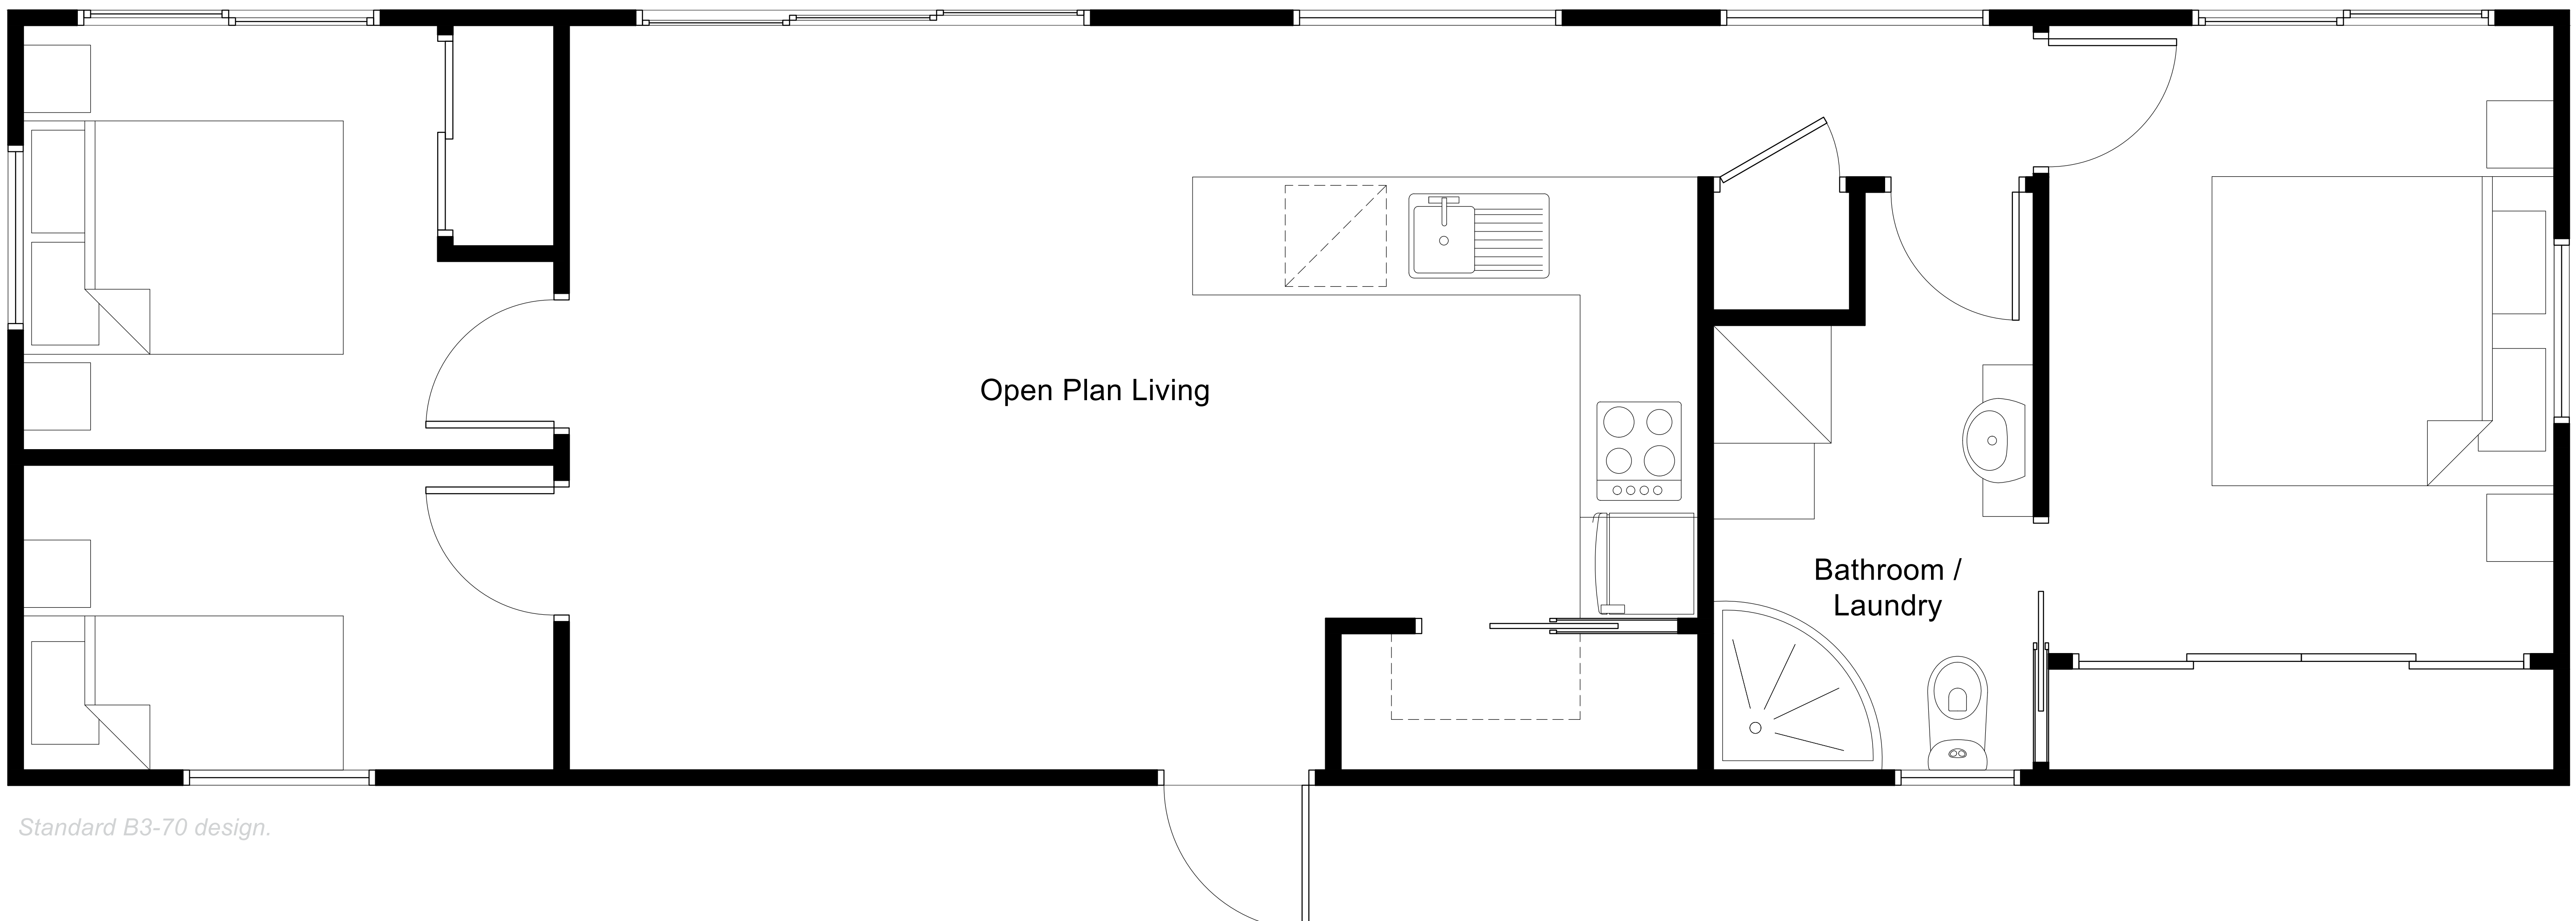 Open Plan Living
Bathroom /
Laundry
Standard B3-70 design.